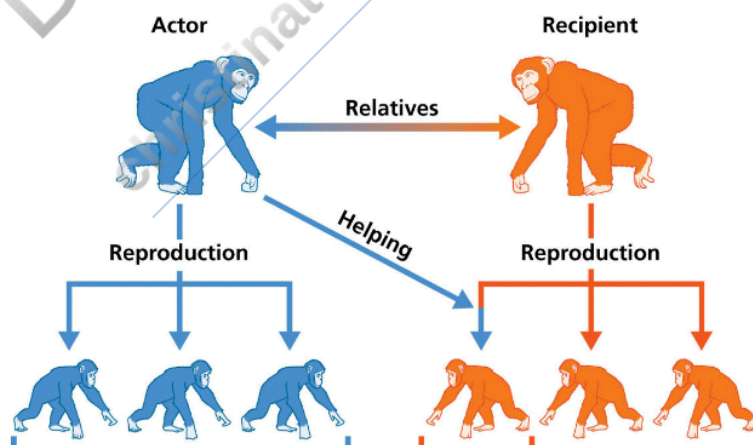 Actor
Recipient
Relatives
Helping
Reproduction
Reproduction